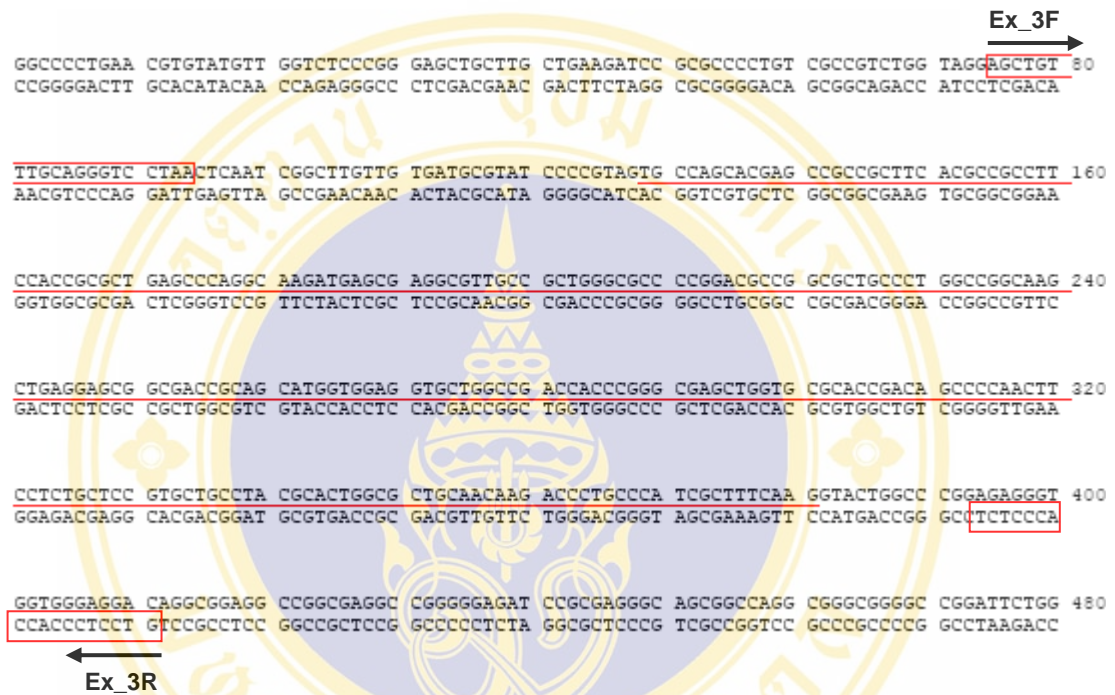 Ex_3F
GGCCCCTGAA CGTGTATGTT GGTCTCCCGG GAGCTGCTTG CTGAAGATCC GCGCCCCTGT CGCCGTCTGG TAGGAGCTGT 80
CCGGGGACTT GCACATACAA CCAGAGGGCC CTCGACGAAC GACTTCTAGG CGCGGGGACA GCGGCAGACC ATCCTCGACA
TTGCAGGGTC CTAACTCAAT CGGCTTGTTG TGATGCGTAT CCCCGTAGTG CCAGCACGAG CCGCCGCTTC ACGCCGCCTT 160
AACGTCCCAG GATTGAGTTA GCCGAACAAC ACTACGCATA GGGGCATCAC GGTCGTGCTC GGCGGCGAAG TGCGGCGGAA
CCACCGCGCT GAGCCCAGGC AAGATGAGCG AGGCGTTGCC GCTGGGCGCC CCGGACGCCG GCGCTGCCCT GGCCGGCAAG 240
GGTGGCGCGA CTCGGGTCCG TTCTACTCGC TCCGCAACGG CGACCCGCGG GGCCTGCGGC CGCGACGGGA CCGGCCGTTC
CTGAGGAGCG GCGACCGCAG CATGGTGGAG GTGCTGGCCG ACCACCCGGG CGAGCTGGTG CGCACCGACA GCCCCAACTT 320
GACTCCTCGC CGCTGGCGTC GTACCACCTC CACGACCGGC TGGTGGGCCC GCTCGACCAC GCGTGGCTGT CGGGGTTGAA
CCTCTGCTCC GTGCTGCCTA CGCACTGGCG CTGCAACAAG ACCCTGCCCA TCGCTTTCAA GGTACTGGCC CGGAGAGGGT 400
GGAGACGAGG CACGACGGAT GCGTGACCGC GACGTTGTTC TGGGACGGGT AGCGAAAGTT CCATGACCGG GCCTCTCCCA
GGTGGGAGGA CAGGCGGAGG CCGGCGAGGC CGGGGGAGAT CCGCGAGGGC AGCGGCCAGG CGGGCGGGGC CGGATTCTGG 480
CCACCCTCCT GTCCGCCTCC GGCCGCTCCG GCCCCCTCTA GGCGCTCCCG TCGCCGGTCC GCCCGCCCCG GCCTAAGACC
Ex_3R